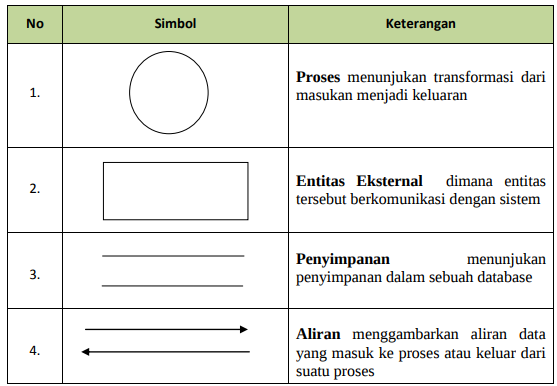 No Simbol Keterangan
1.
Proses menunjukan transformasi dari
masukan menjadi keluaran
2.
Entitas Eksternal dimana entitas
tersebut berkomunikasi dengan sistem
3.
Penyimpanan menunjukan
penyimpanan dalam sebuah database
4.
Aliran menggambarkan aliran data
yang masuk ke proses atau keluar dari
suatu proses